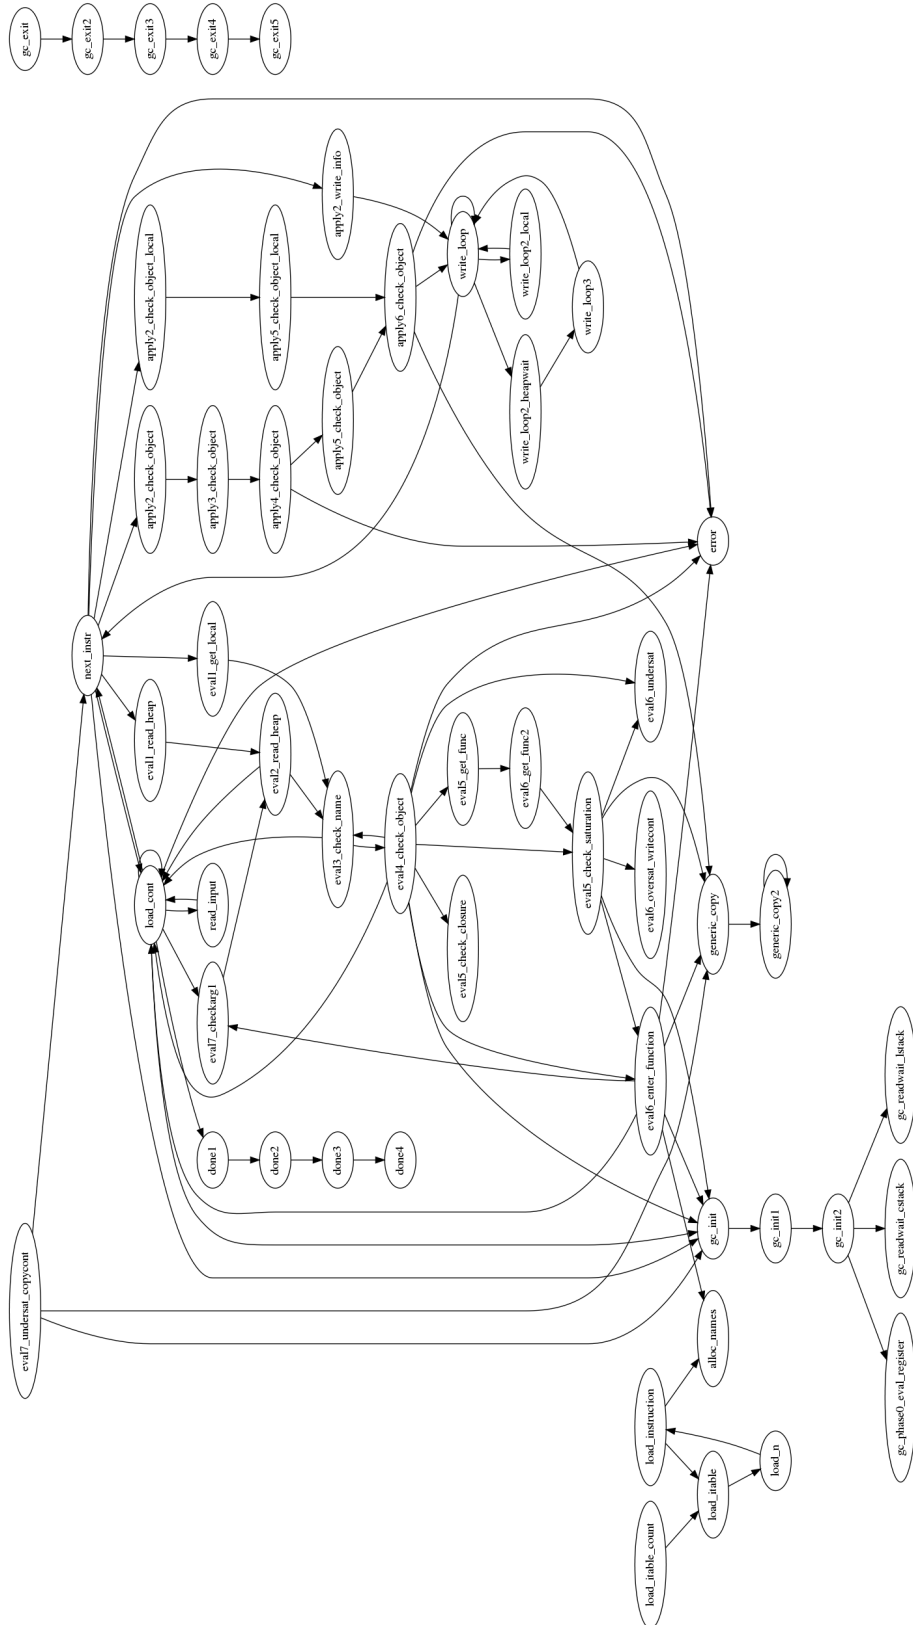 gc_exit
gc_exit2
gc_exit3
gc_exit4
gc_exit5
apply2_write_info
apply2_check_object_local
apply5_check_object_local
apply6_check_object
write_loop
write_loop2_local
write_loop3
apply5_check_object
write_loop2_heapwait
apply2_check_object
apply3_check_object
apply4_check_object
error
next_instr
eval1_get_local
eval1_read_heap
eval2_read_heap
eval6_undersat
eval5_get_func
eval6_get_func2
eval3_check_name
eval4_check_object
eval5_check_saturation
eval6_oversat_writecont
load_cont
read_input
eval5_check_closure
generic_copy
generic_copy2
eval7_checkarg1
eval6_enter_function
gc_readwait_lstack
done1
done2
done3
done4
gc_init
gc_init1
gc_init2
gc_readwait_cstack
eval7_undersat_copycont
alloc_names
gc_phase0_eval_register
load_instruction
load_n
load_itable
load_itable_count